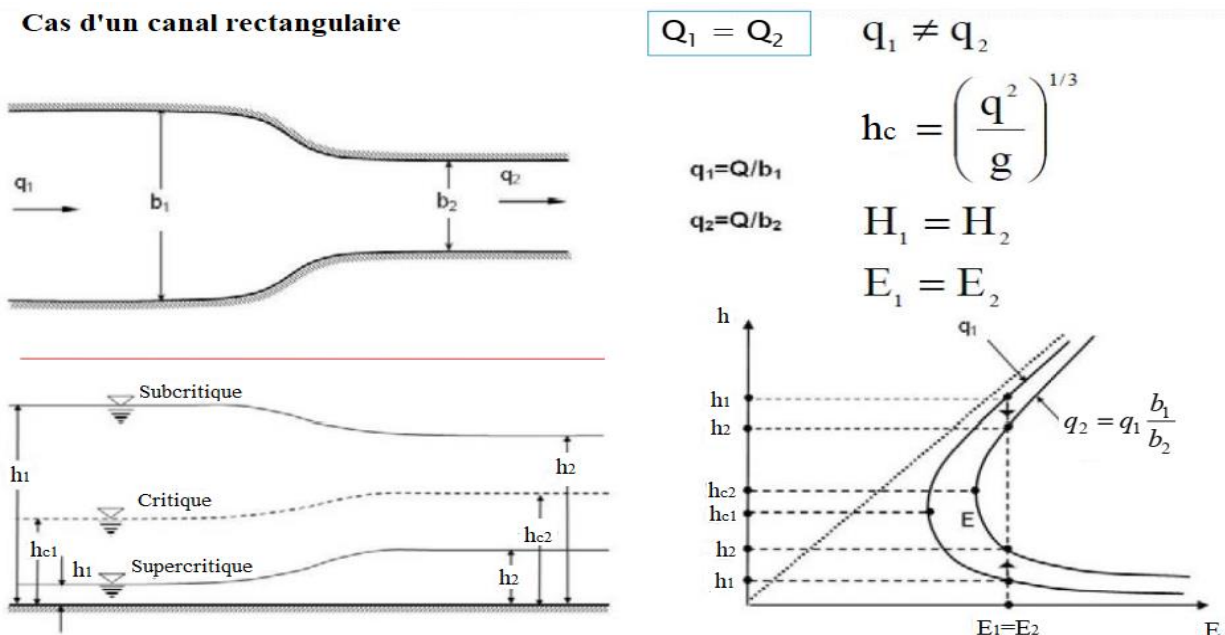 Cas d'un canal rectangulaire
q₁
b₁
b₂
q₂
Q₁ = Q₂
q₁ ≠ q₂
hc = (q²/g)^1/3
q₁=Q/b₁
q₂=Q/b₂
H₁ = H₂
E₁ = E₂
Subcritique
h₁
h₂
Critique
hc1
hc2
h₁
Supercritique
h₂
h
q₁
h₁
h₂
q₂ = q₁ b₁/b₂
hc2
hc1
E
h₂
h₁
E₁=E₂
E